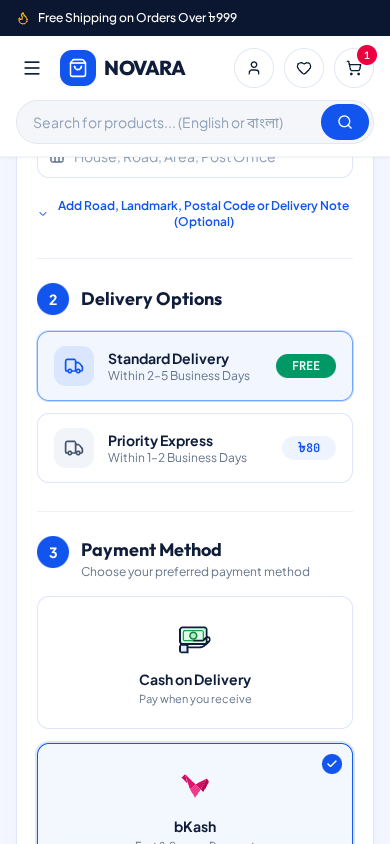 Free Shipping on Orders Over ৳999
NOVARA
1
Search for products... (English or বাংলা)
House, Road, Area, Post Office
Add Road, Landmark, Postal Code or Delivery Note
(Optional)
2
Delivery Options
Standard Delivery
Within 2–5 Business Days
FREE
Priority Express
Within 1–2 Business Days
৳80
3
Payment Method
Choose your preferred payment method
Cash on Delivery
Pay when you receive
bKash